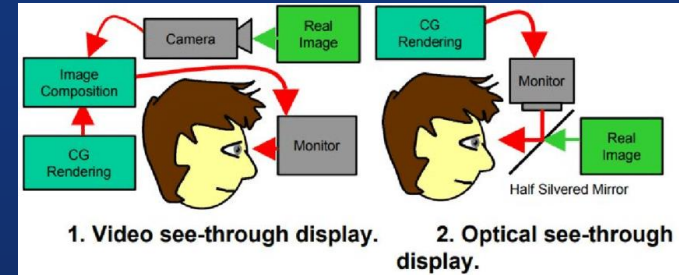 Camera
Real
Image
Image
Composition
CG
Rendering
Monitor
1. Video see-through display.
CG
Rendering
Monitor
Real
Image
Half Silvered Mirror
2. Optical see-through
display.